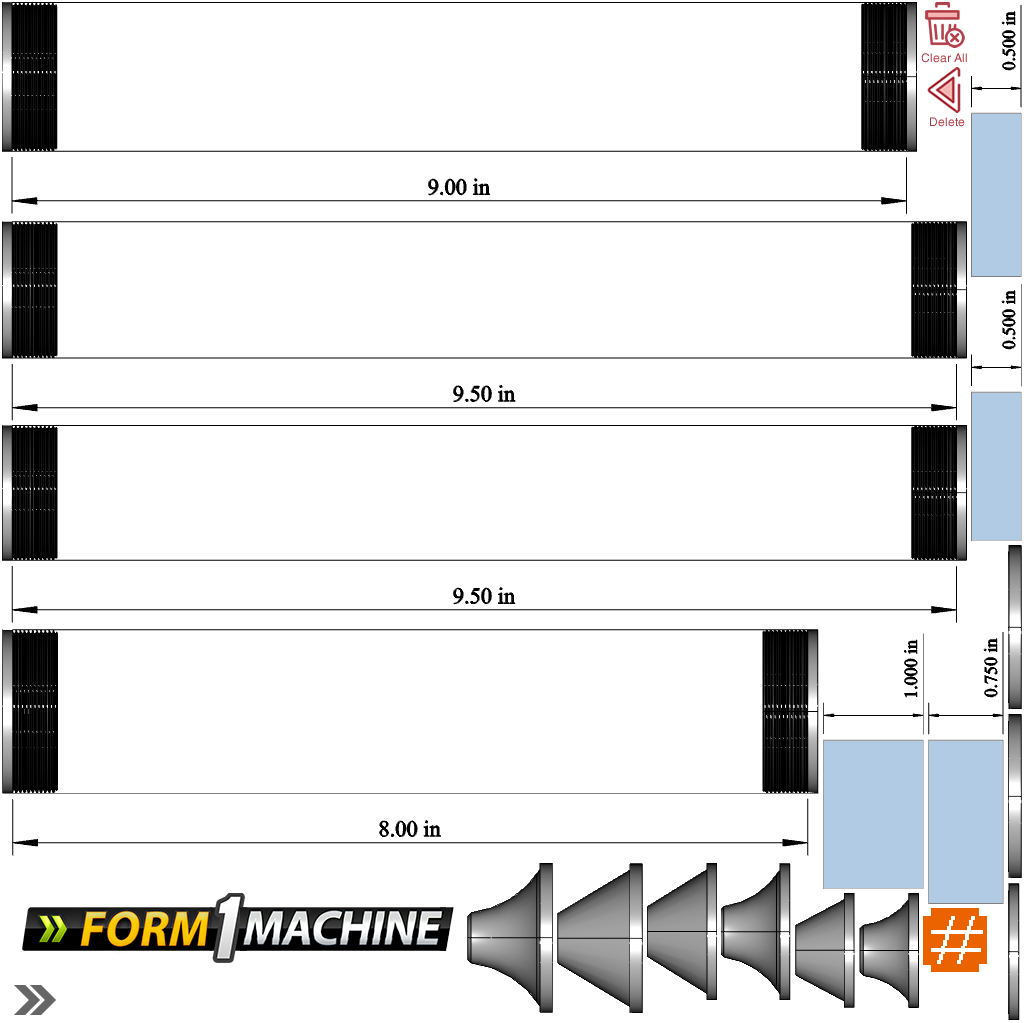 Clear All
Delete
0.500 in
9.00 in
0.500 in
9.50 in
9.50 in
1.000 in
0.750 in
8.00 in
FORM1MACHINE
#